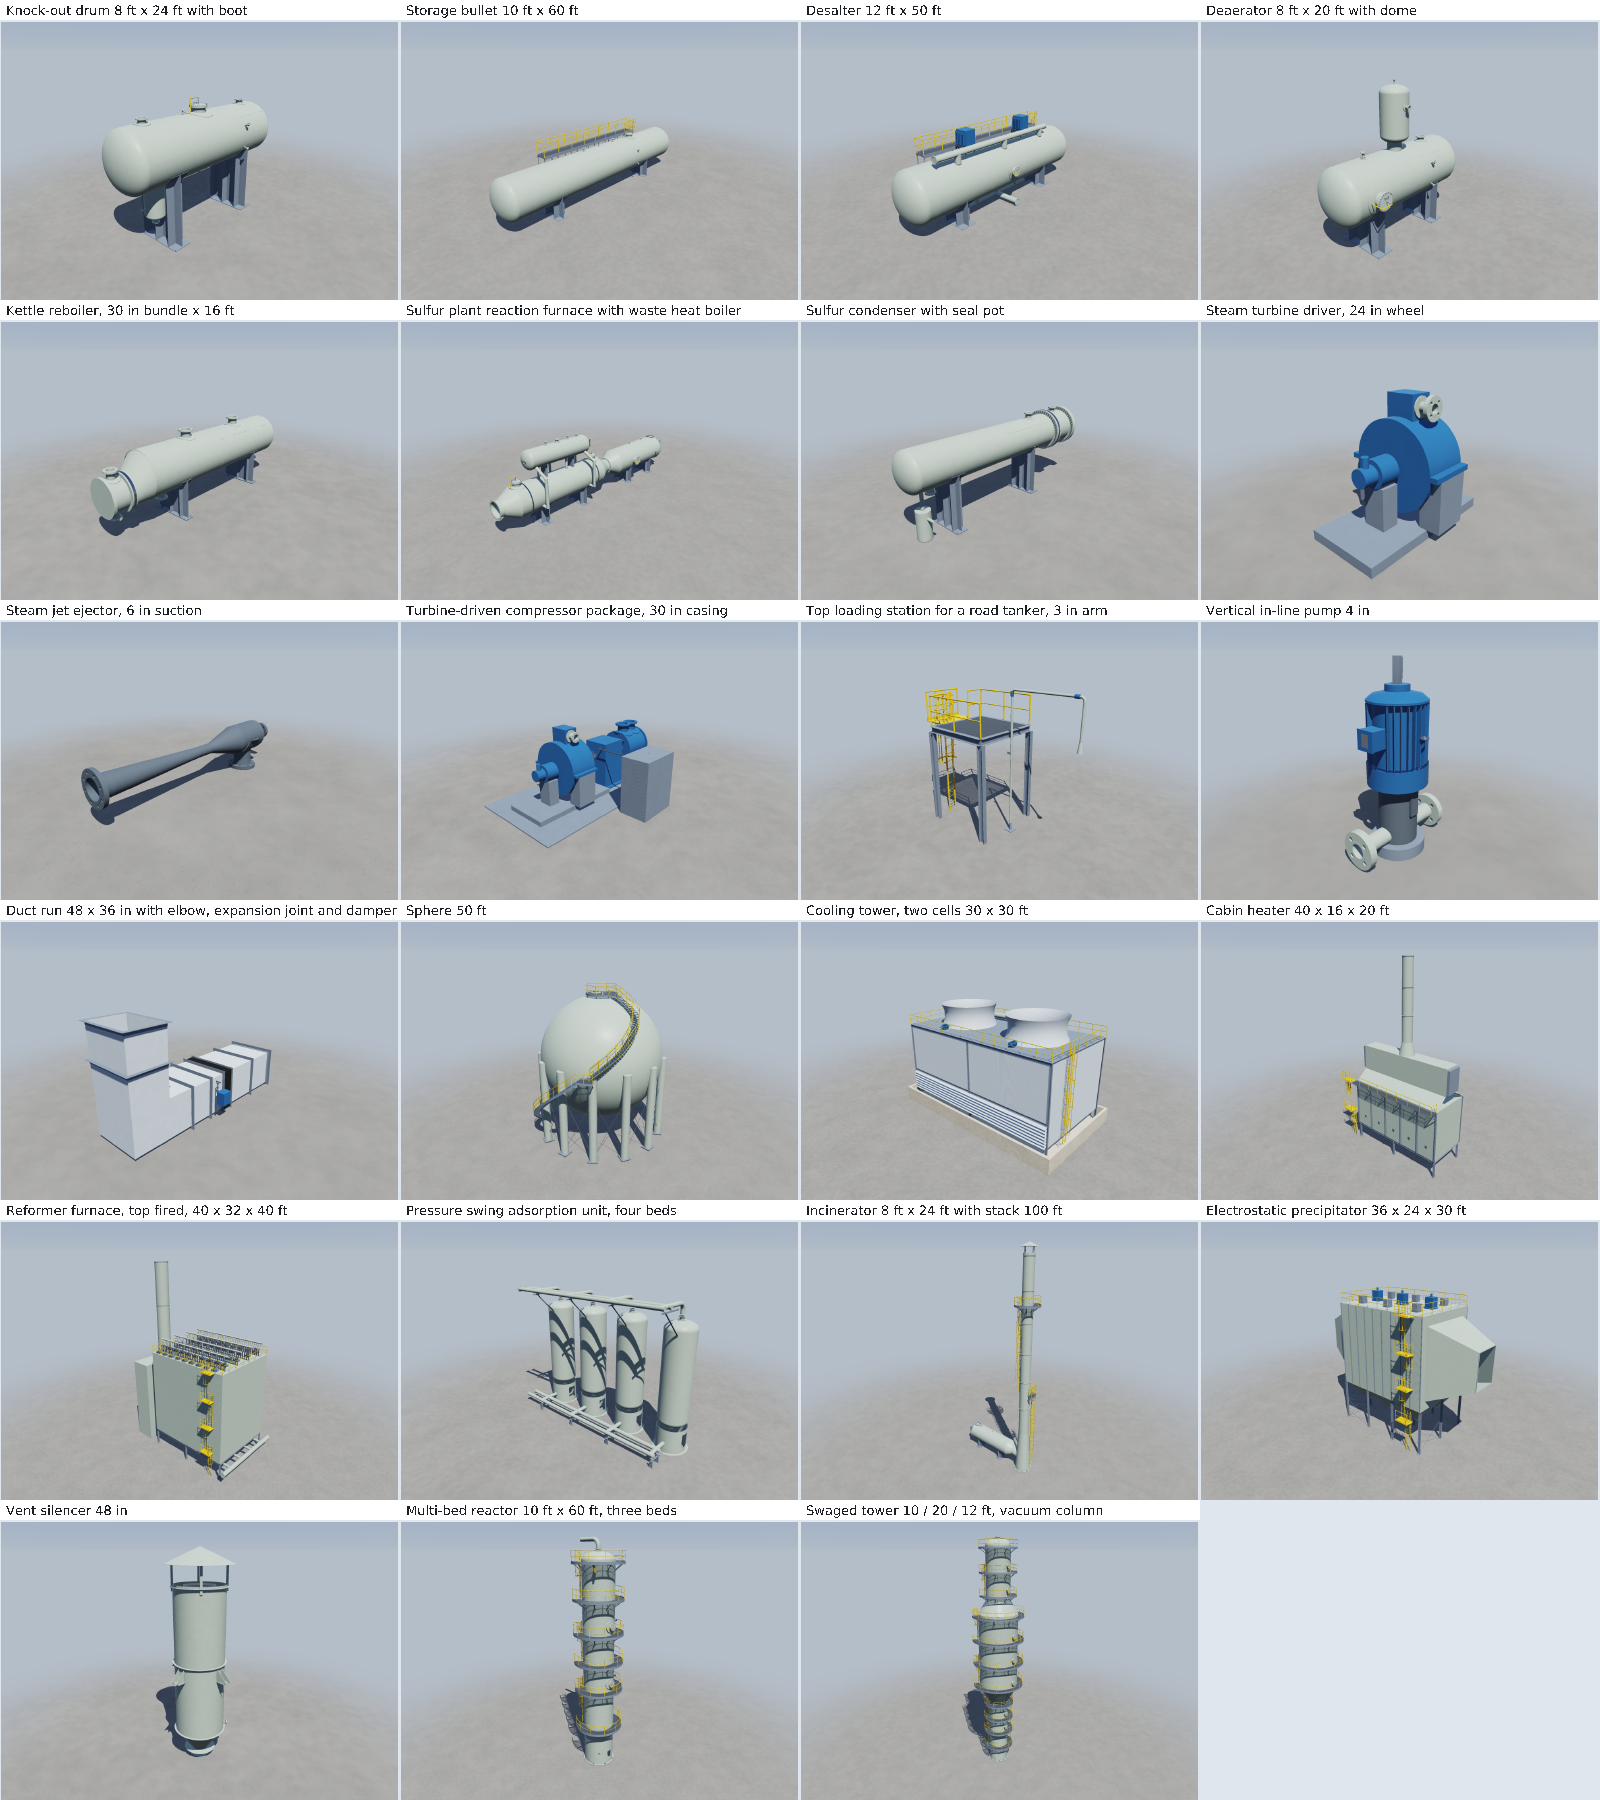 Knock-out drum 8 ft x 24 ft with boot
Storage bullet 10 ft x 60 ft
Desalter 12 ft x 50 ft
Deaerator 8 ft x 20 ft with dome
Kettle reboiler, 30 in bundle x 16 ft
Sulfur plant reaction furnace with waste heat boiler
Sulfur condenser with seal pot
Steam turbine driver, 24 in wheel
Steam jet ejector, 6 in suction
Turbine-driven compressor package, 30 in casing
Top loading station for a road tanker, 3 in arm
Vertical in-line pump 4 in
Duct run 48 x 36 in with elbow, expansion joint and damper
Sphere 50 ft
Cooling tower, two cells 30 x 30 ft
Cabin heater 40 x 16 x 20 ft
Reformer furnace, top fired, 40 x 32 x 40 ft
Pressure swing adsorption unit, four beds
Incinerator 8 ft x 24 ft with stack 100 ft
Electrostatic precipitator 36 x 24 x 30 ft
Vent silencer 48 in
Multi-bed reactor 10 ft x 60 ft, three beds
Swaged tower 10 / 20 / 12 ft, vacuum column